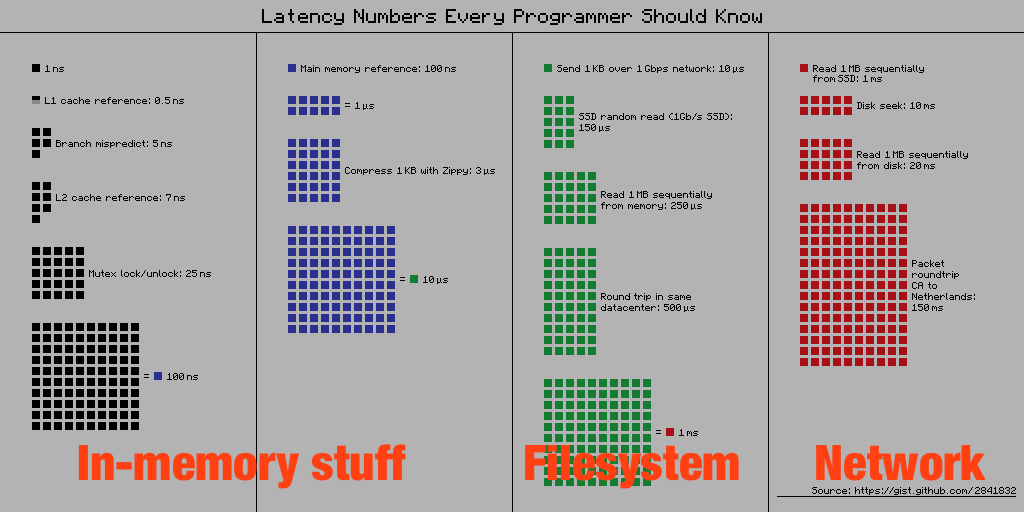 Latency Numbers Every Programmer Should Know
1 ns
L1 cache reference: 0.5 ns
Branch mispredict: 5 ns
L2 cache reference: 7 ns
Mutex lock/unlock: 25 ns
= 100 ns
Main memory reference: 100 ns
= 1 µs
Compress 1 KB with Zippy: 3 µs
= 10 µs
In-memory stuff
Send 1 KB over 1 Gbps network: 10 µs
SSD random read (1Gb/s SSD):
150 µs
Read 1 MB sequentially
from memory: 250 µs
Round trip in same
datacenter: 500 µs
= 1 ms
Filesystem
Read 1 MB sequentially
from SSD: 1 ms
Disk seek: 10 ms
Read 1 MB sequentially
from disk: 20 ms
Packet
roundtrip
CA to
Netherlands:
150 ms
Network
Source: https://gist.github.com/2841832